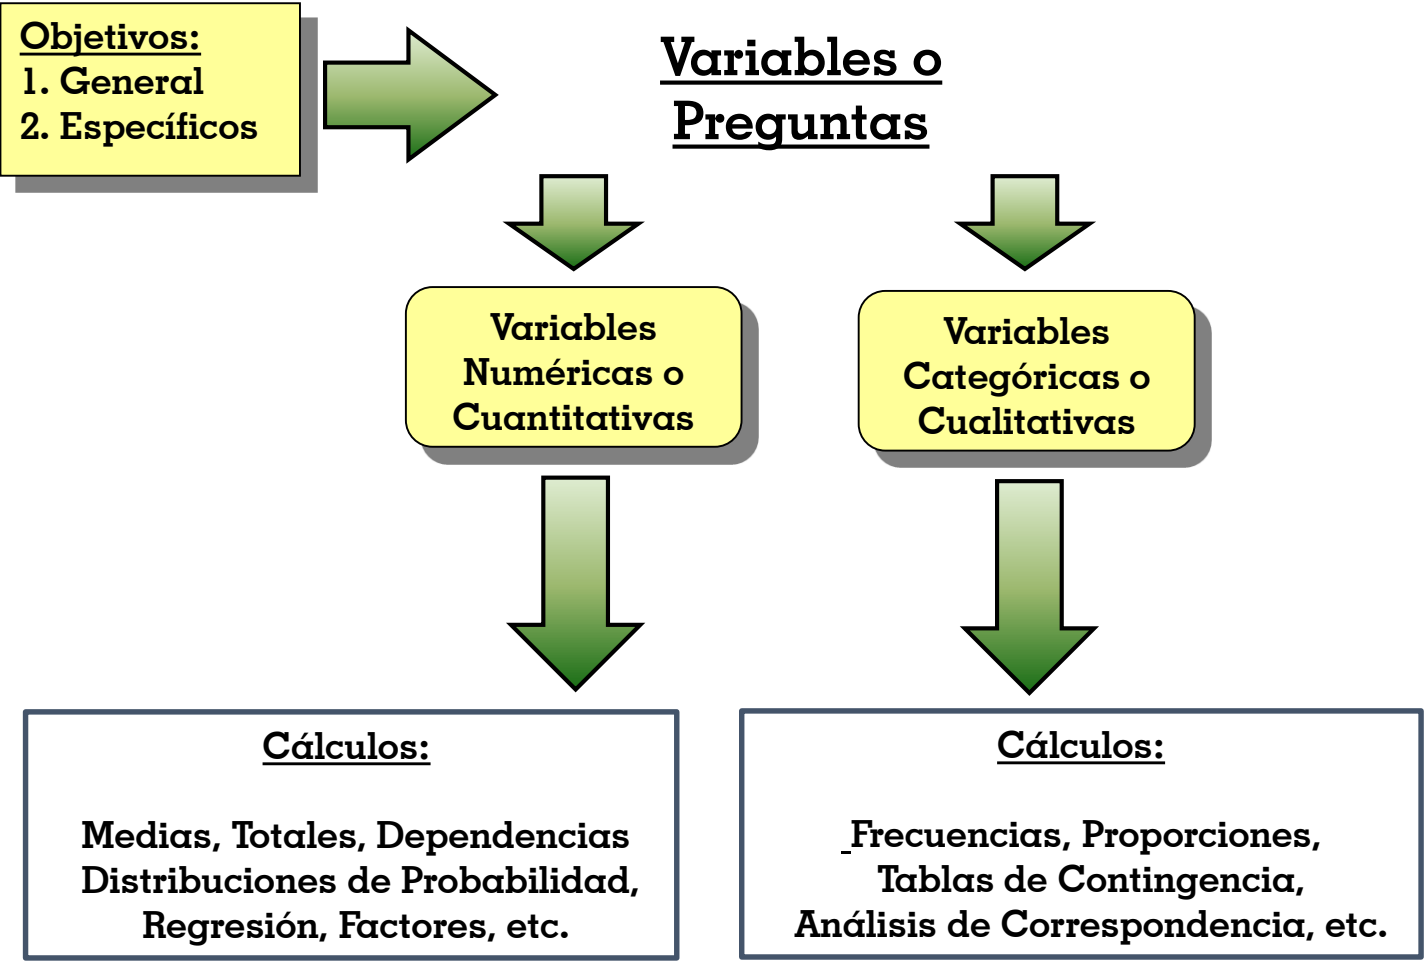 Objetivos:
1. General
2. Específicos
Variables o
Preguntas
Variables
Numéricas o
Cuantitativas
Variables
Categóricas o
Cualitativas
Cálculos:
Medias, Totales, Dependencias
Distribuciones de Probabilidad,
Regresión, Factores, etc.
Cálculos:
Frecuencias, Proporciones,
Tablas de Contingencia,
Análisis de Correspondencia, etc.